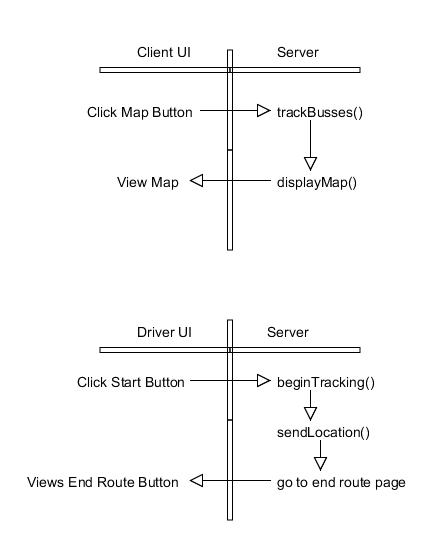 Client UI Server
Click Map Button trackBusses()
View Map displayMap()
Driver UI Server
Click Start Button beginTracking()
sendLocation()
Views End Route Button go to end route page